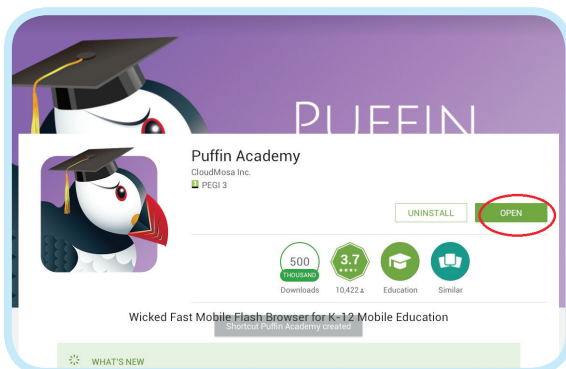 PUFFIN
Puffin Academy
CloudMosa Inc.
PEGI 3
UNINSTALL
OPEN
500
THOUSAND
3.7
Downloads
10,422
Education
Similar
Wicked Fast Mobile Flash Browser for K-12 Mobile Education
Shortcut Puffin Academy created
WHAT'S NEW